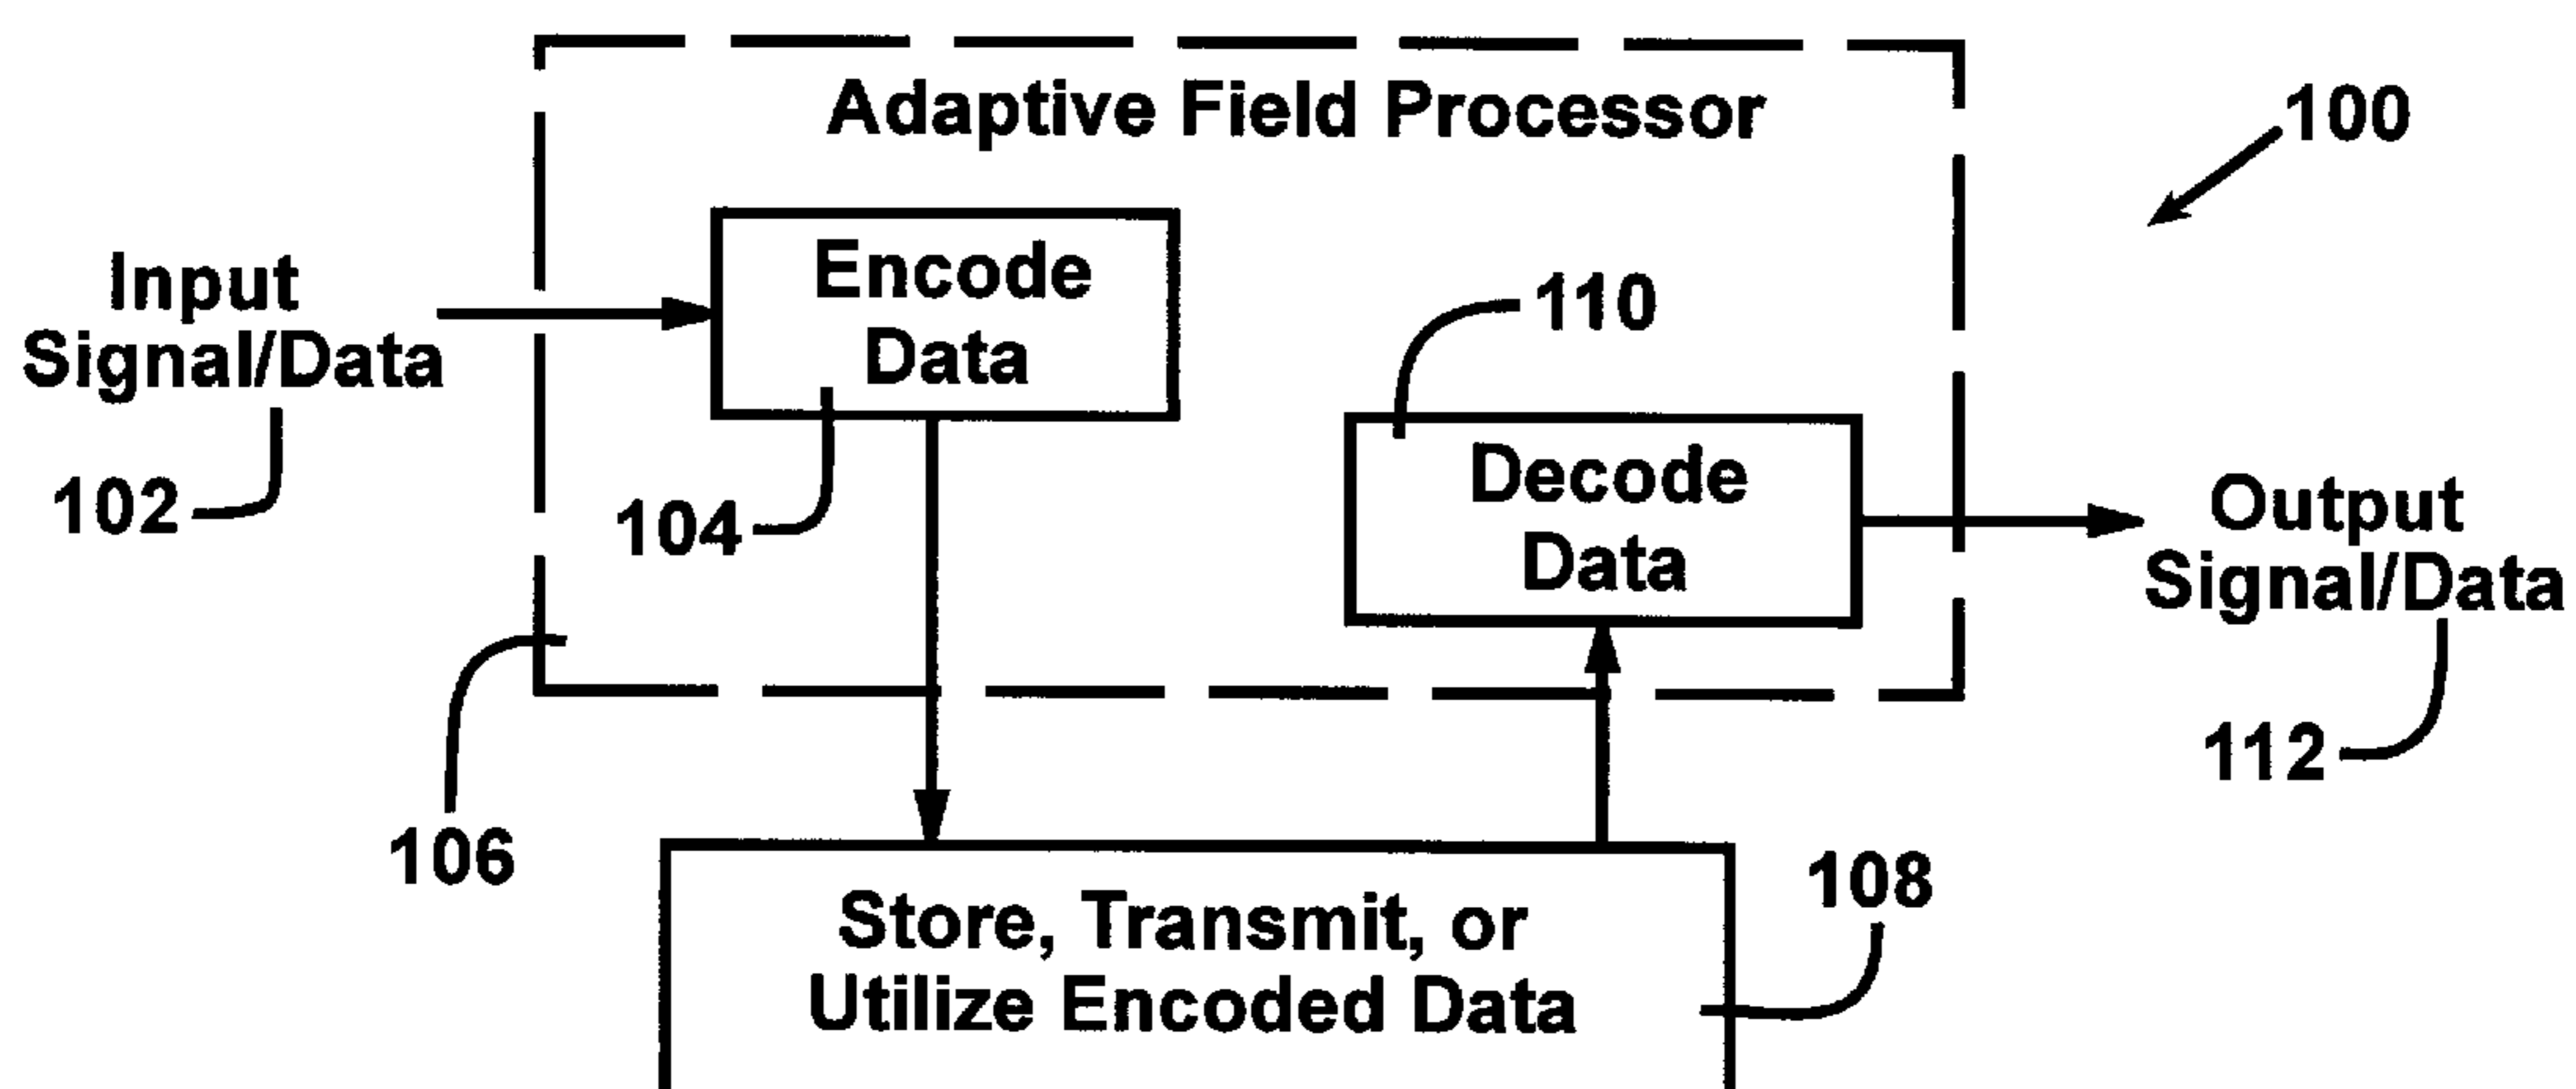 Adaptive Field Processor
100
Input
Signal/Data
102
Encode
Data
104
110
Decode
Data
Output
Signal/Data
112
106
108
Store, Transmit, or
Utilize Encoded Data